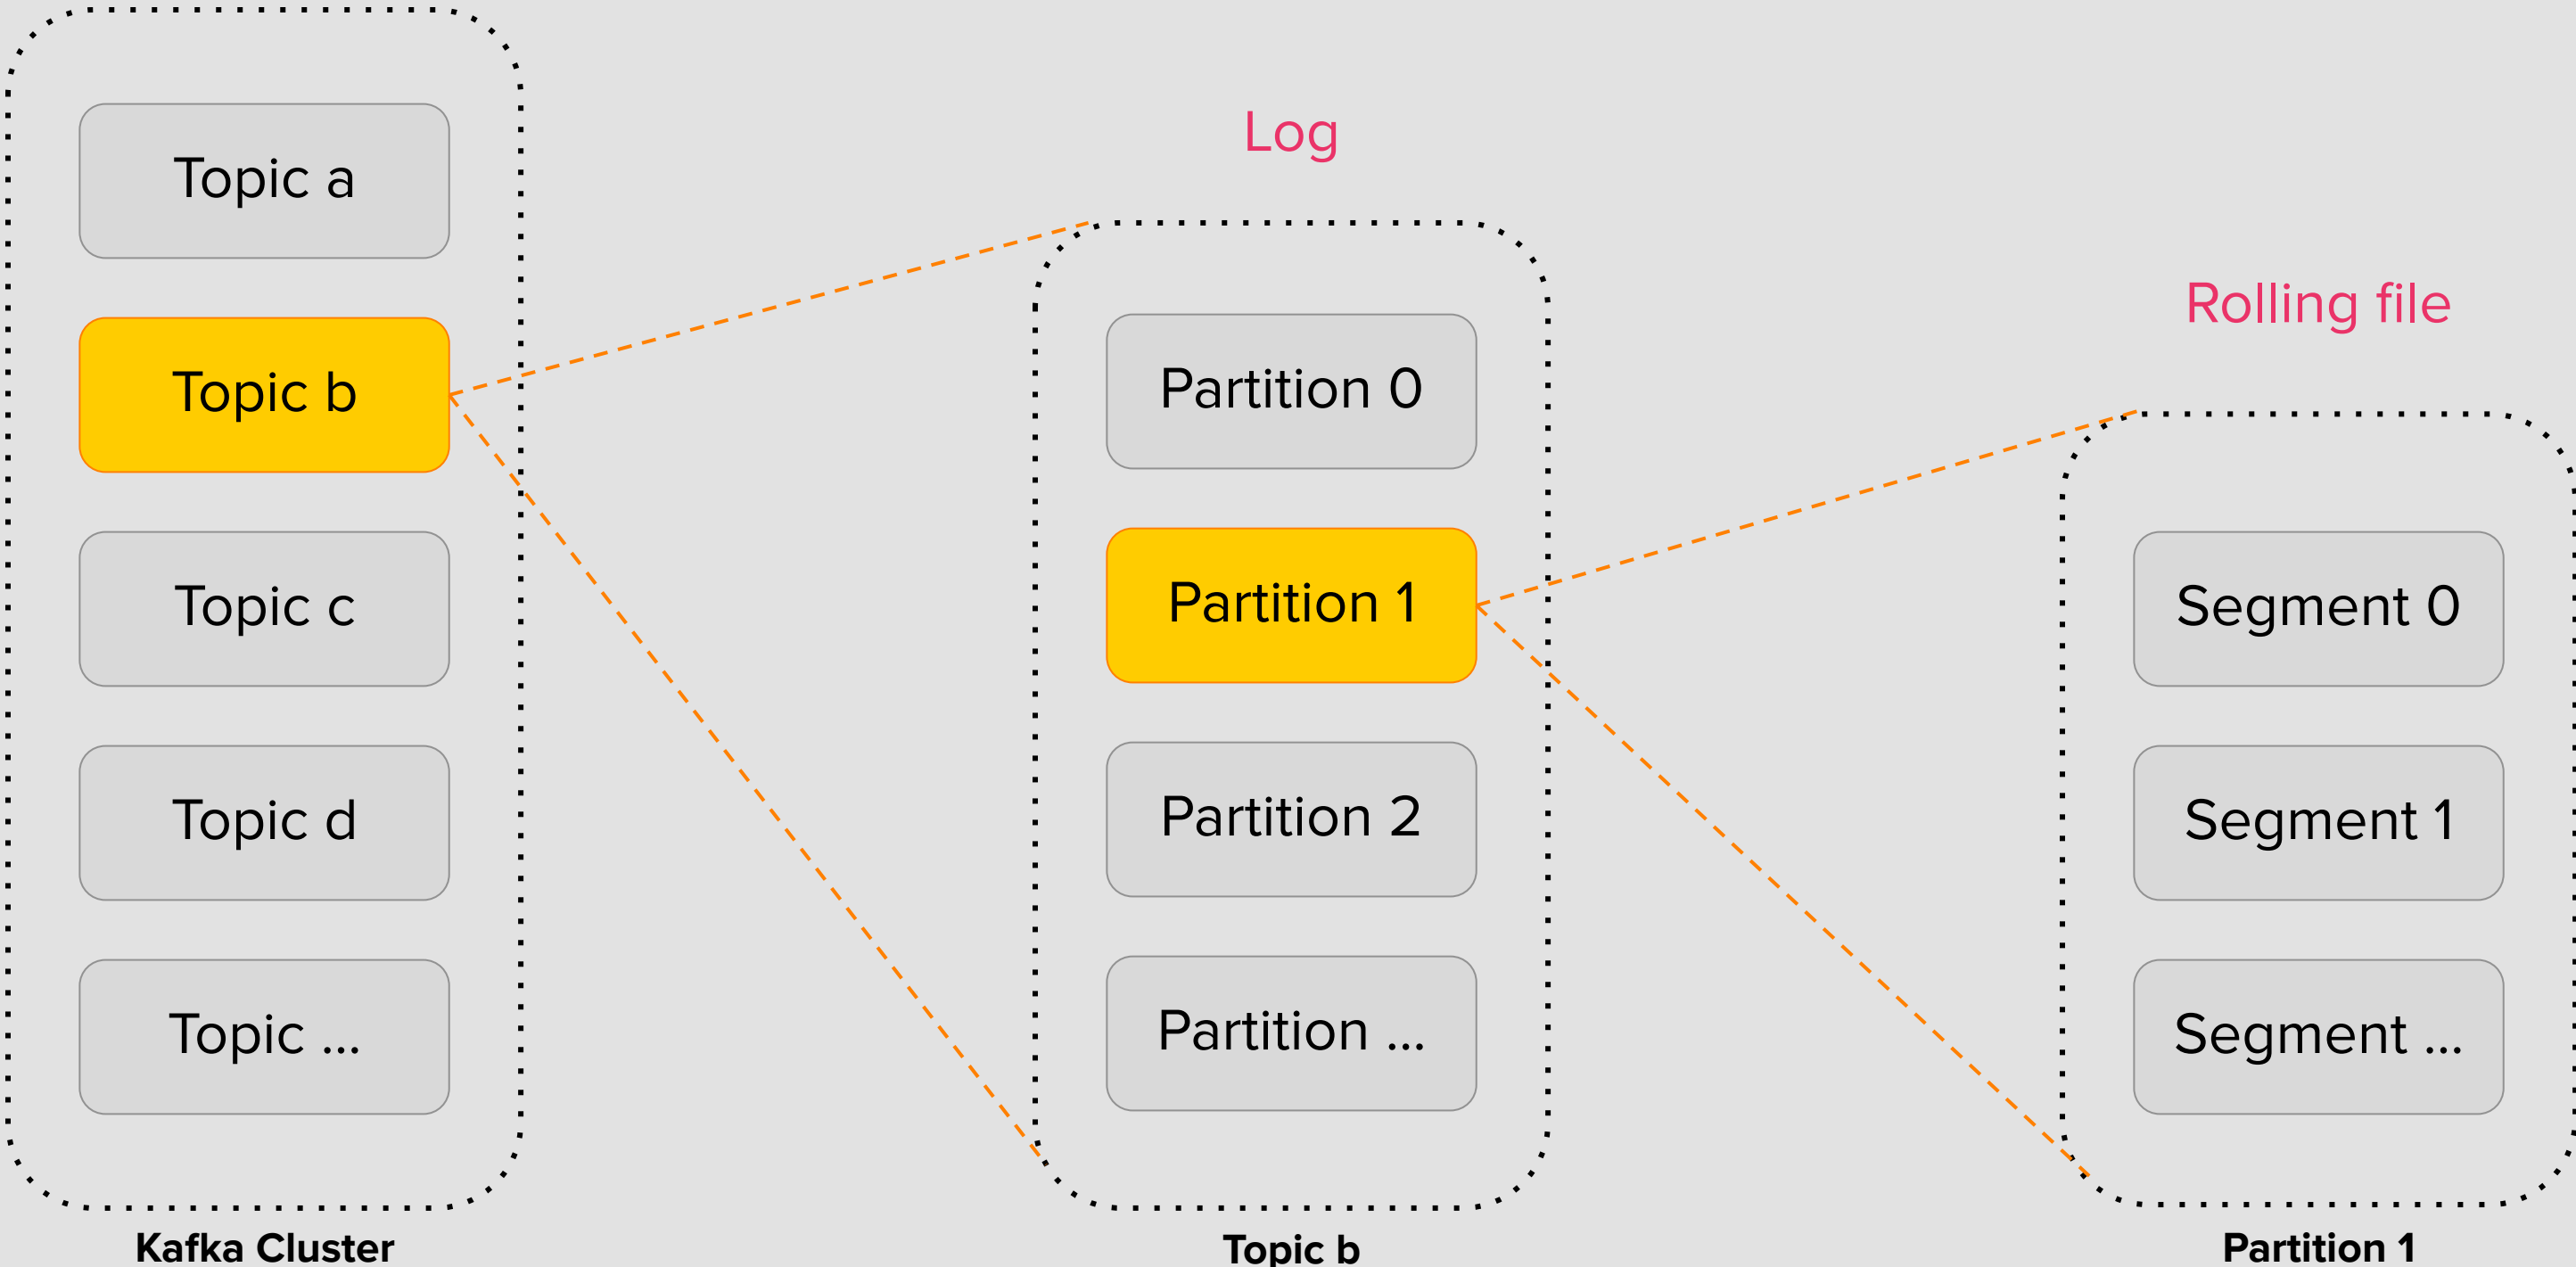 Topic a
Topic b
Topic c
Topic d
Topic ...
Kafka Cluster
Log
Partition 0
Partition 1
Partition 2
Partition ...
Topic b
Rolling file
Segment 0
Segment 1
Segment ...
Partition 1